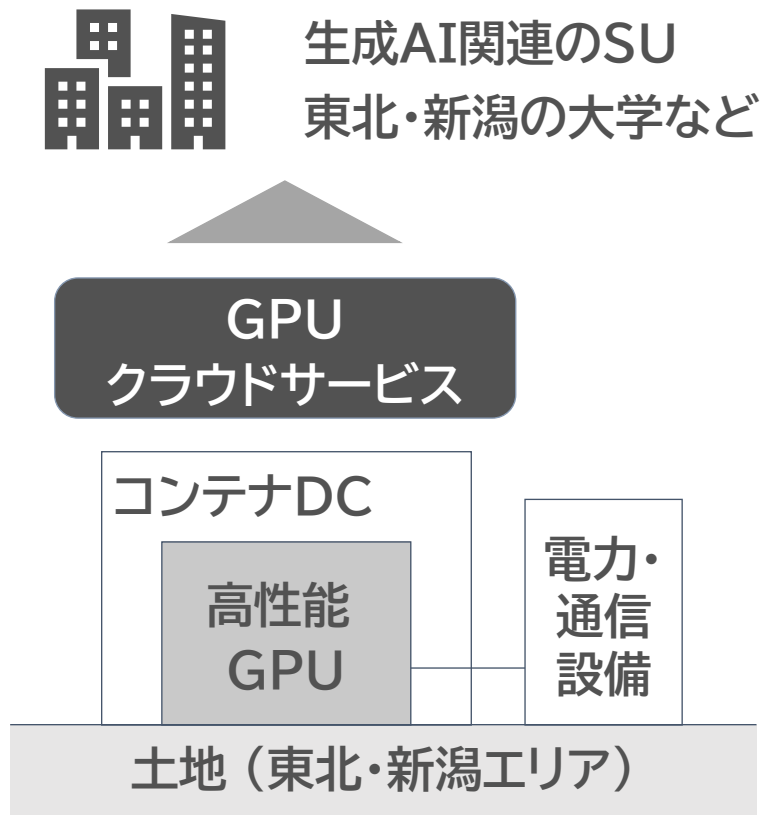 生成AI関連のSU
東北・新潟の大学など
GPU
クラウドサービス
コンテナDC
高性能
GPU
電力・
通信
設備
土地（東北・新潟エリア）